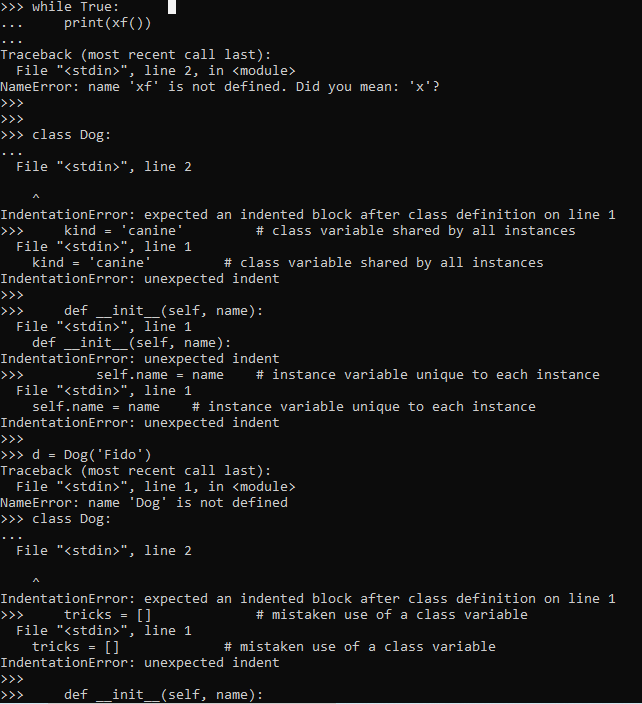 >>> while True:
...     print(xf())
...
Traceback (most recent call last):
  File "<stdin>", line 2, in <module>
NameError: name 'xf' is not defined. Did you mean: 'x'?
>>>
>>>
>>> class Dog:
...
  File "<stdin>", line 2

    ^
IndentationError: expected an indented block after class definition on line 1
>>>     kind = 'canine'         # class variable shared by all instances
  File "<stdin>", line 1
    kind = 'canine'         # class variable shared by all instances
IndentationError: unexpected indent
>>>
>>>     def __init__(self, name):
  File "<stdin>", line 1
    def __init__(self, name):
IndentationError: unexpected indent
>>>         self.name = name    # instance variable unique to each instance
  File "<stdin>", line 1
    self.name = name    # instance variable unique to each instance
IndentationError: unexpected indent
>>>
>>> d = Dog('Fido')
Traceback (most recent call last):
  File "<stdin>", line 1, in <module>
NameError: name 'Dog' is not defined
>>> class Dog:
...
  File "<stdin>", line 2

    ^
IndentationError: expected an indented block after class definition on line 1
>>>     tricks = []             # mistaken use of a class variable
  File "<stdin>", line 1
    tricks = []             # mistaken use of a class variable
IndentationError: unexpected indent
>>>
>>>     def __init__(self, name):